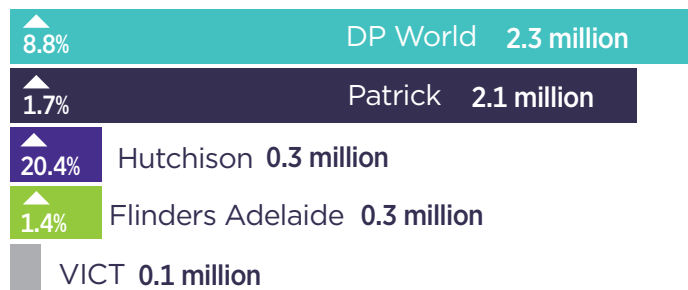 8.8% DP World 2.3 million
1.7% Patrick 2.1 million
20.4% Hutchison 0.3 million
1.4% Flinders Adelaide 0.3 million
VICT 0.1 million